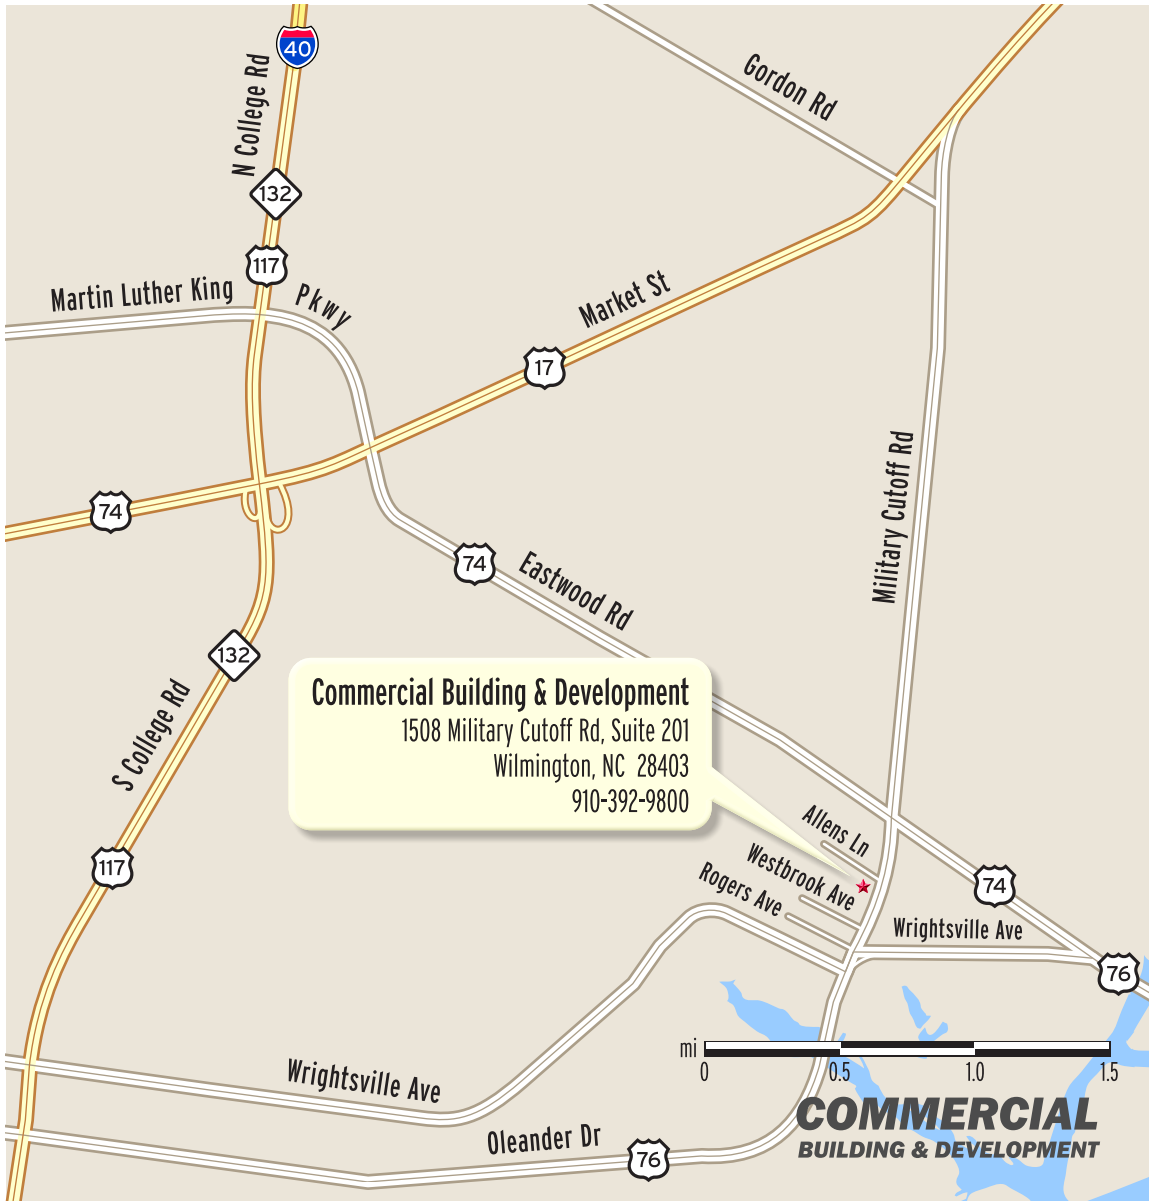 40
N College Rd
Gordon Rd
132
117
Martin Luther King Pkwy
Market St
17
74
Military Cutoff Rd
74
Eastwood Rd
132
S College Rd
Commercial Building & Development
1508 Military Cutoff Rd, Suite 201
Wilmington, NC 28403
910-392-9800
Allens Ln
Westbrook Ave
Rogers Ave
117
74
Wrightsville Ave
76
mi
0 0.5 1.0 1.5
Wrightsville Ave
COMMERCIAL
BUILDING & DEVELOPMENT
Oleander Dr
76